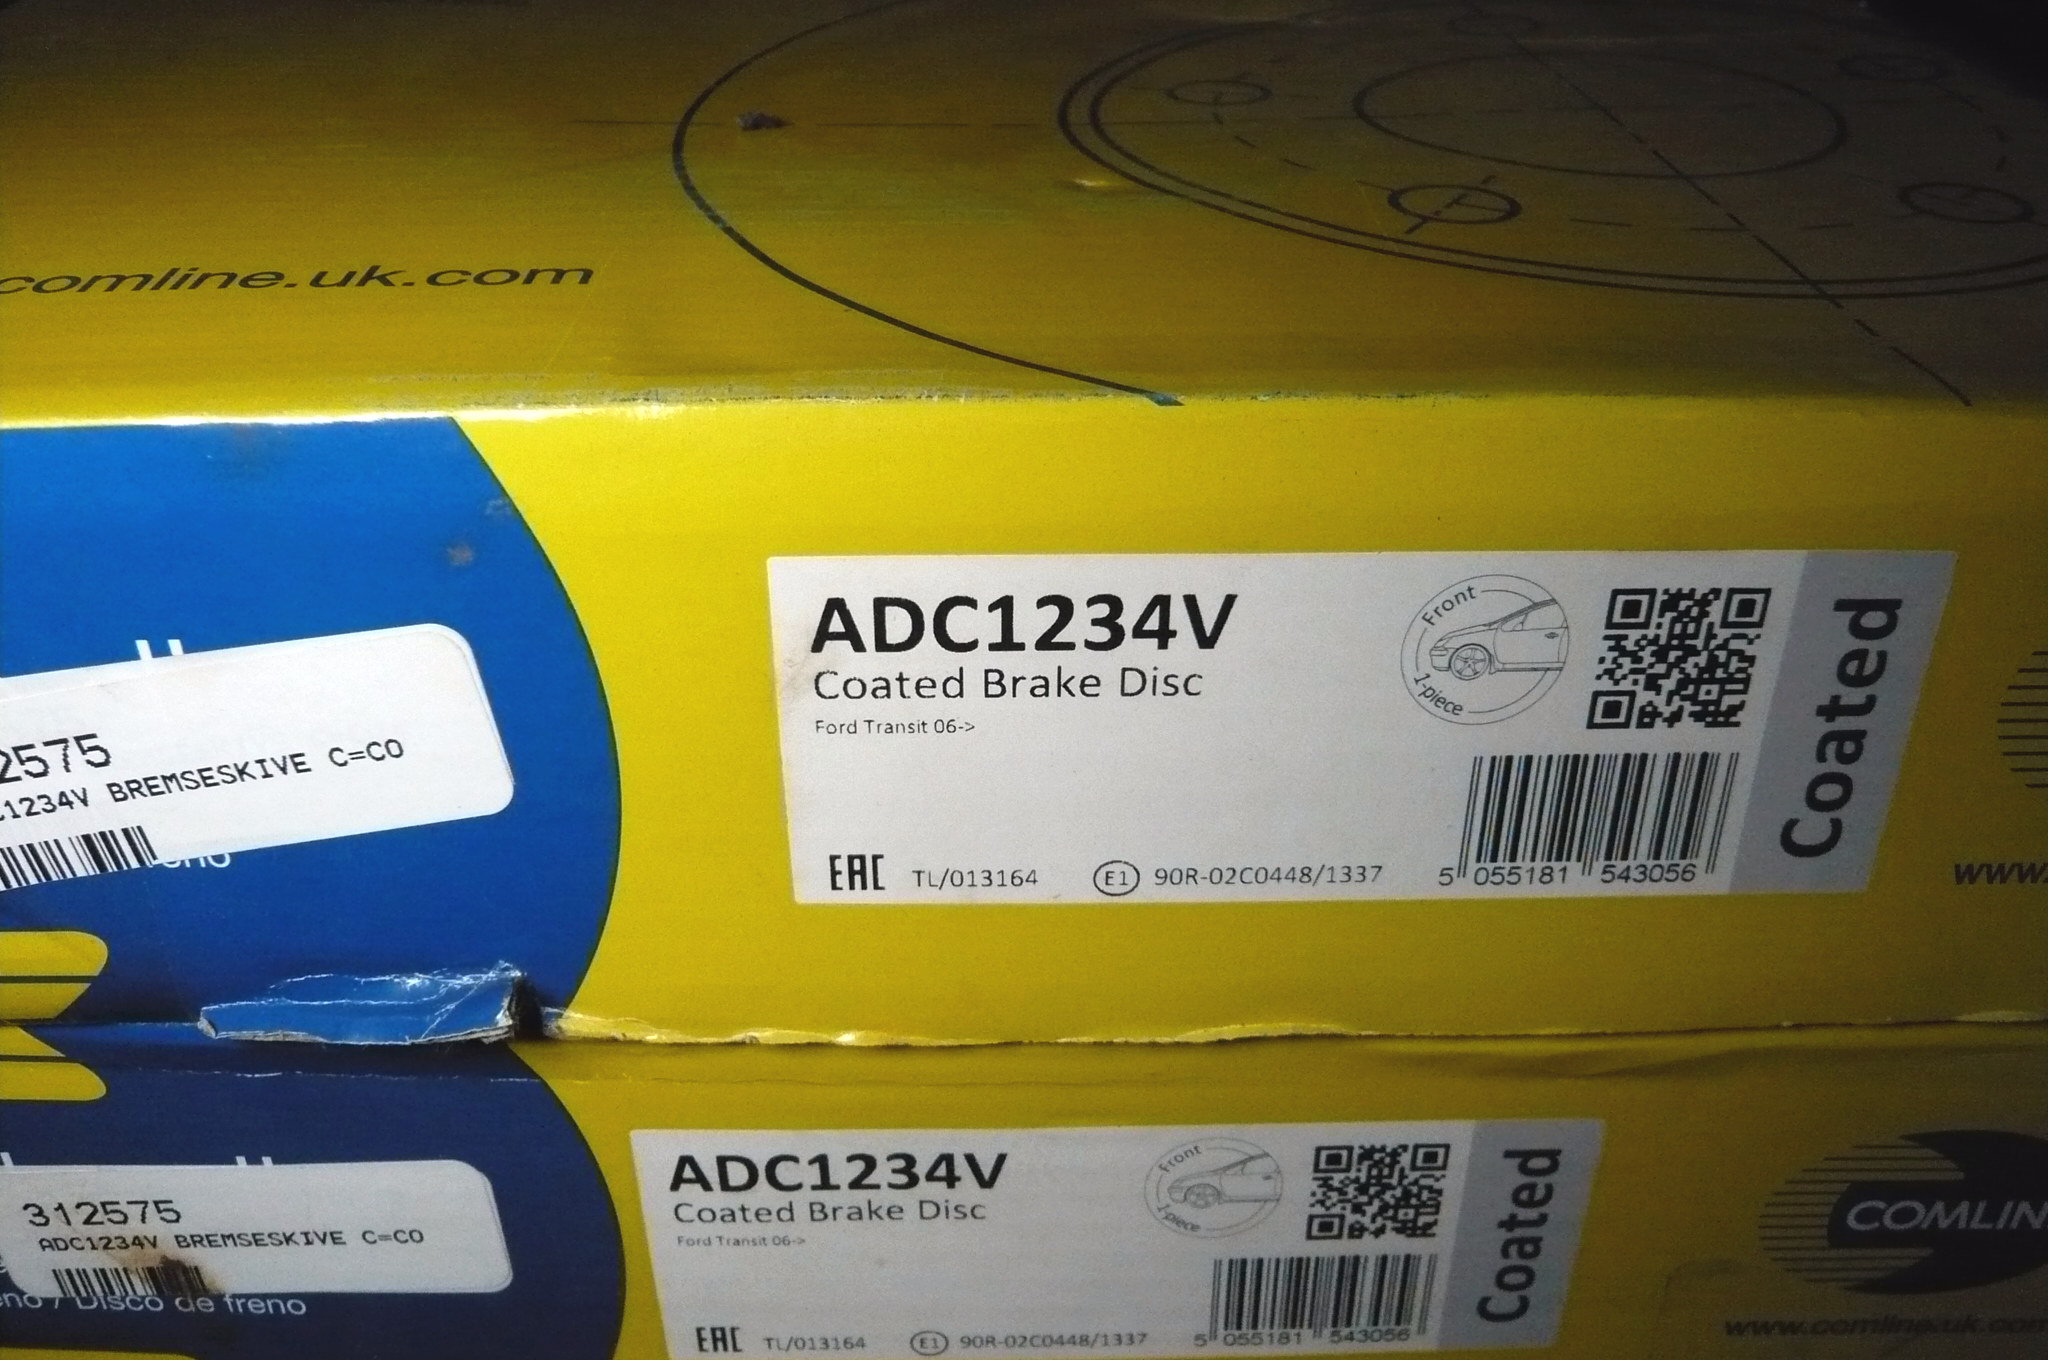 comline.uk.com
ADC1234V
Coated Brake Disc
Ford Transit 06->
Front
1-piece
Coated
EAC TL/013164 E1 90R-02C0448/1337
5 055181 543056
2575
1234V BREMSESKIVE C=CO
www.
ADC1234V
Coated Brake Disc
Ford Transit 06->
Front
1-piece
Coated
EAC TL/013164 E1 90R-02C0448/1337
5 055181 543056
312575
ADC1234V BREMSESKIVE C=CO
Disco de freno
COMLIN
www.comline.uk.com